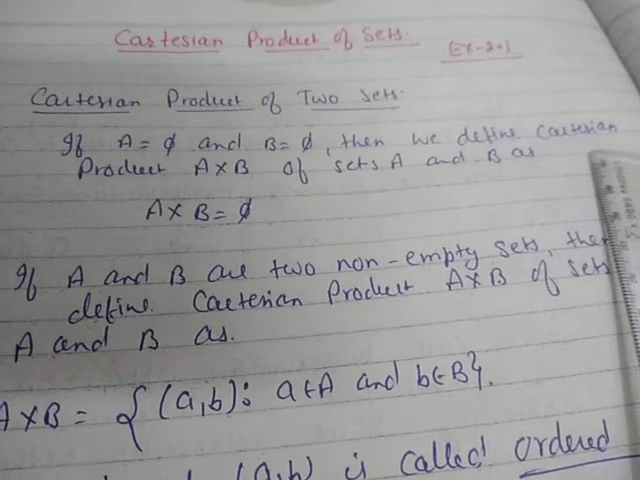 Cartesian Product of Sets.
Ex-2.1
Cartesian Product of Two sets:
If A = ∅ and B = ∅, then we define Cartesian
Product A×B of sets A and B as
A×B = ∅
If A and B are two non-empty sets, then
define Cartesian Product A×B of sets
A and B as.
A×B = {(a,b): a∈A and b∈B}.
(a,b) is called ordered